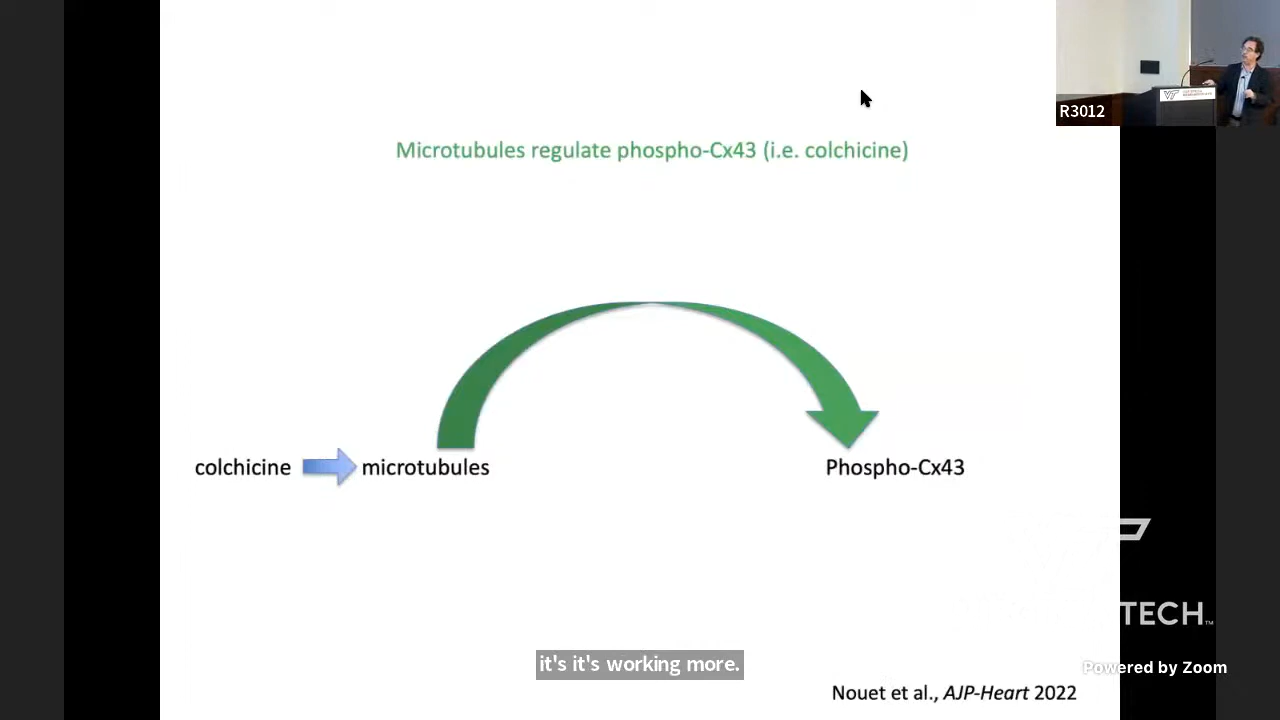 R3012
Microtubules regulate phospho-Cx43 (i.e. colchicine)
colchicine
microtubules
Phospho-Cx43
TECH™
it's it's working more.
Powered by Zoom
Nouet et al., AJP-Heart 2022